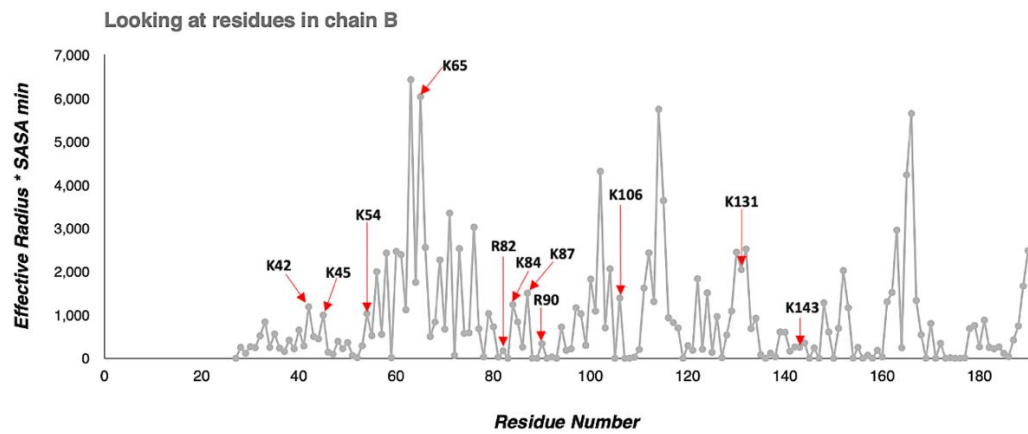 Looking at residues in chain B
7,000
6,000
5,000
4,000
3,000
2,000
1,000
0
Effective Radius * SASA min
K42
K45
K54
K65
R82
K84
K87
R90
K106
K131
K143
0 20 40 60 80 100 120 140 160 180
Residue Number